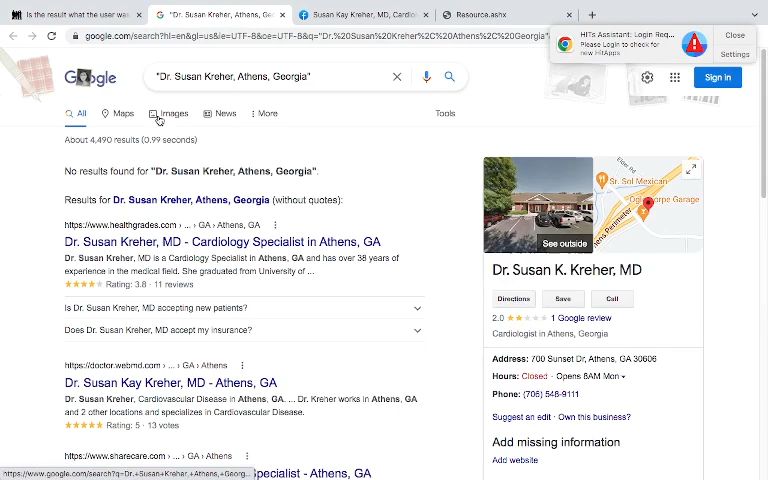 Is the result what the user was
"Dr. Susan Kreher, Athens, Geo
Susan Kay Kreher, MD, Cardiolo
Resource.ashx
google.com/search?hl=en&gl=us&ie=UTF-8&oe=UTF-8&q="Dr.%20Susan%20Kreher%2C%20Athens%2C%20Georgia"
HITs Assistant: Login Req...
Please Login to check for
new HitApps
Close
Settings
Google
"Dr. Susan Kreher, Athens, Georgia"
Sign in
All
Maps
Images
News
More
Tools
About 4,490 results (0.99 seconds)
No results found for "Dr. Susan Kreher, Athens, Georgia".
Results for Dr. Susan Kreher, Athens, Georgia (without quotes):
https://www.healthgrades.com › ... › GA › Athens, GA
Dr. Susan Kreher, MD - Cardiology Specialist in Athens, GA
Dr. Susan Kreher, MD is a Cardiology Specialist in Athens, GA and has over 38 years of
experience in the medical field. She graduated from University of ...
Rating: 3.8 · 11 reviews
Is Dr. Susan Kreher, MD accepting new patients?
Does Dr. Susan Kreher, MD accept my insurance?
https://doctor.webmd.com › ... › GA › Athens
Dr. Susan Kay Kreher, MD - Athens, GA
Dr. Susan Kreher, Cardiovascular Disease in Athens, GA. ... Dr. Kreher works in Athens, GA
and 2 other locations and specializes in Cardiovascular Disease.
Rating: 5 · 13 votes
https://www.sharecare.com › ... › GA › Athens
pecialist - Athens, GA
https://www.google.com/search?q=Dr.+Susan+Kreher,+Athens,+Georg...
See outside
Elder Rd
Sr. Sol Mexican
Oglethorpe Garage
ens Perimeter
Dr. Susan K. Kreher, MD
Directions
Save
Call
2.0
1 Google review
Cardiologist in Athens, Georgia
Address: 700 Sunset Dr, Athens, GA 30606
Hours: Closed · Opens 8AM Mon
Phone: (706) 548-9111
Suggest an edit · Own this business?
Add missing information
Add website